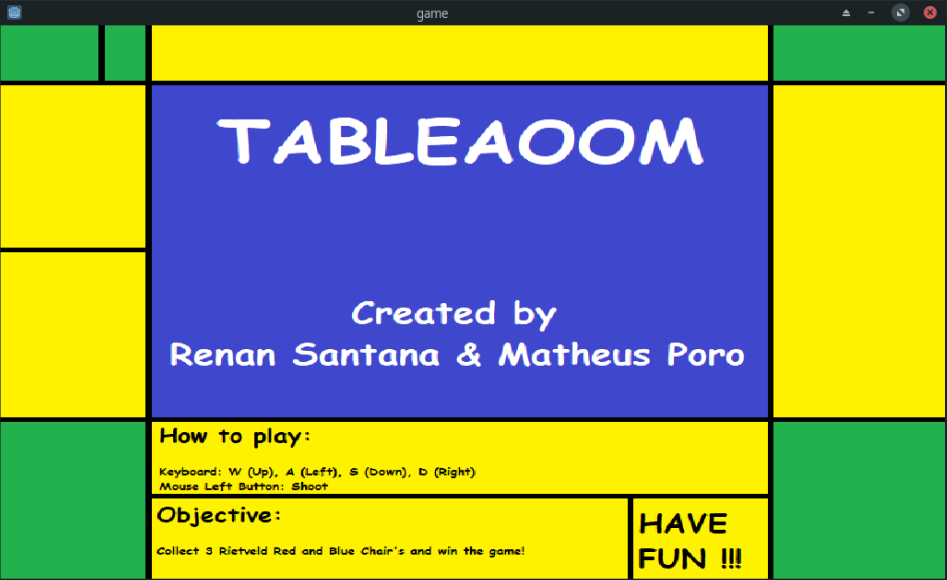 game
TABLEAOOM
Created by
Renan Santana & Matheus Poro
How to play:
Keyboard: W (Up), A (Left), S (Down), D (Right)
Mouse Left Button: Shoot
Objective:
Collect 3 Rietveld Red and Blue Chair's and win the game!
HAVE
FUN !!!